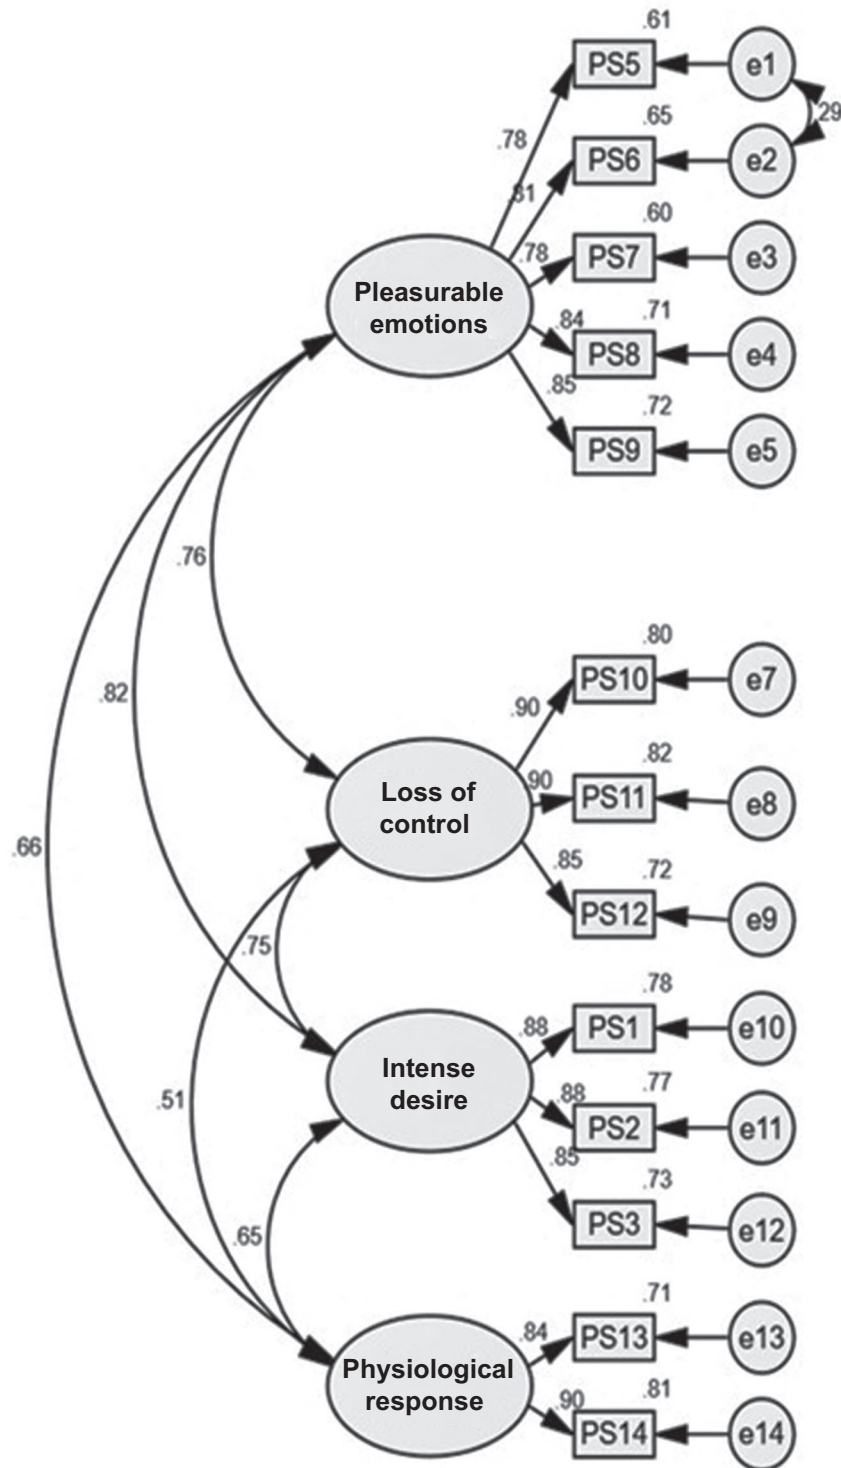 .61
PS5
e1
.29
.78
.65
PS6
e2
.81
.60
PS7
e3
.78
Pleasurable
emotions
.71
.84
PS8
e4
.85
.72
PS9
e5
.76
.80
PS10
e7
.90
.82
.82
Loss of
control
.90
PS11
e8
.66
.85
.72
PS12
e9
.75
.78
.88
PS1
e10
Intense
desire
.77
.88
PS2
e11
.51
.85
.73
PS3
e12
.65
.71
.84
PS13
e13
Physiological
response
.81
.90
PS14
e14